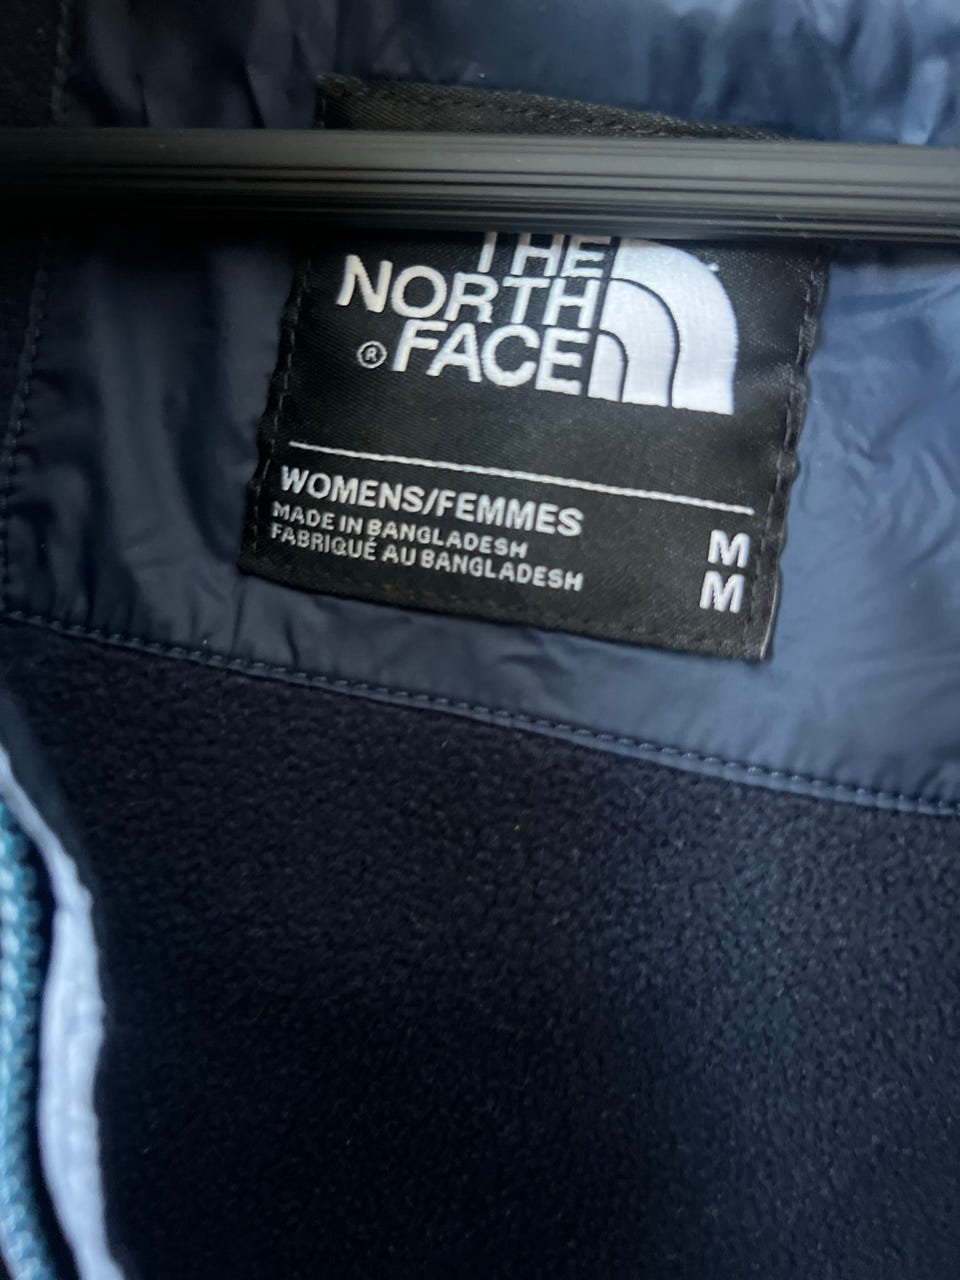 THE
NORTH
® FACE
WOMENS/FEMMES
MADE IN BANGLADESH M
FABRIQUÉ AU BANGLADESH M